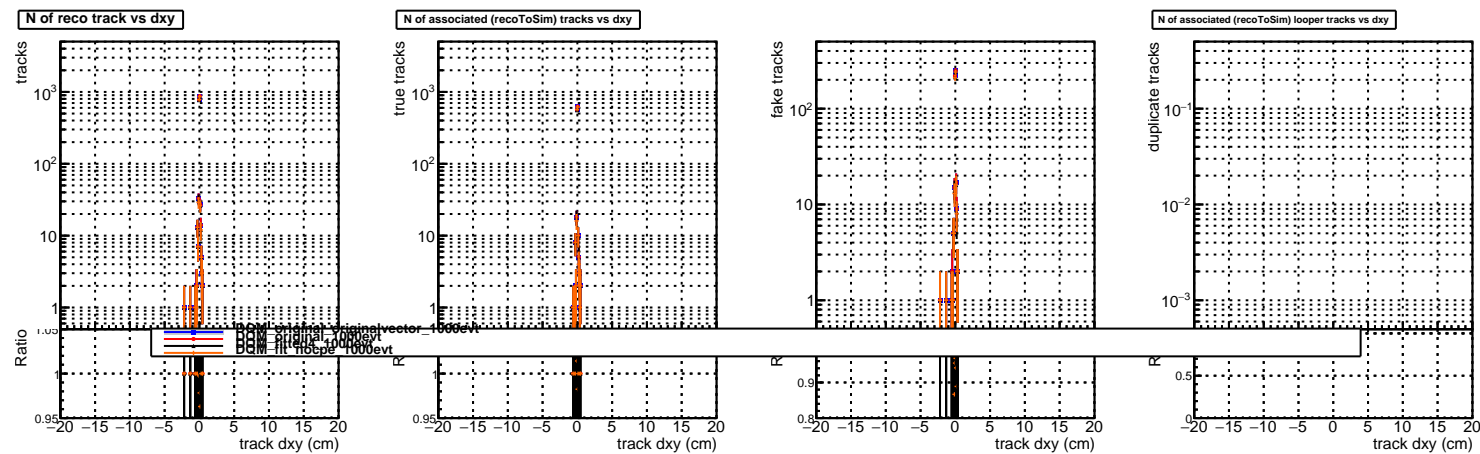 N of reco track vs dxy
N of associated (recoToSim) tracks vs dxy
N of associated (recoToSim) looper tracks vs dxy
tracks
10³
10²
10
1
Ratio
1.05
1
0.95
−20 −15 −10 −5 0 5 10 15 20
track dxy (cm)
true tracks
10³
10²
10
1
1
0.95
−20 −15 −10 −5 0 5 10 15 20
track dxy (cm)
fake tracks
10²
10
1
0.9
0.8
−20 −15 −10 −5 0 5 10 15 20
track dxy (cm)
duplicate tracks
10⁻¹
10⁻²
10⁻³
0.5
0
−20 −15 −10 −5 0 5 10 15 20
track dxy (cm)
DQM_original_originalvector_1000evt
DQM_original_1000evt
DQM_fitted4_1000evt
DQM_fit_nocpe_1000evt